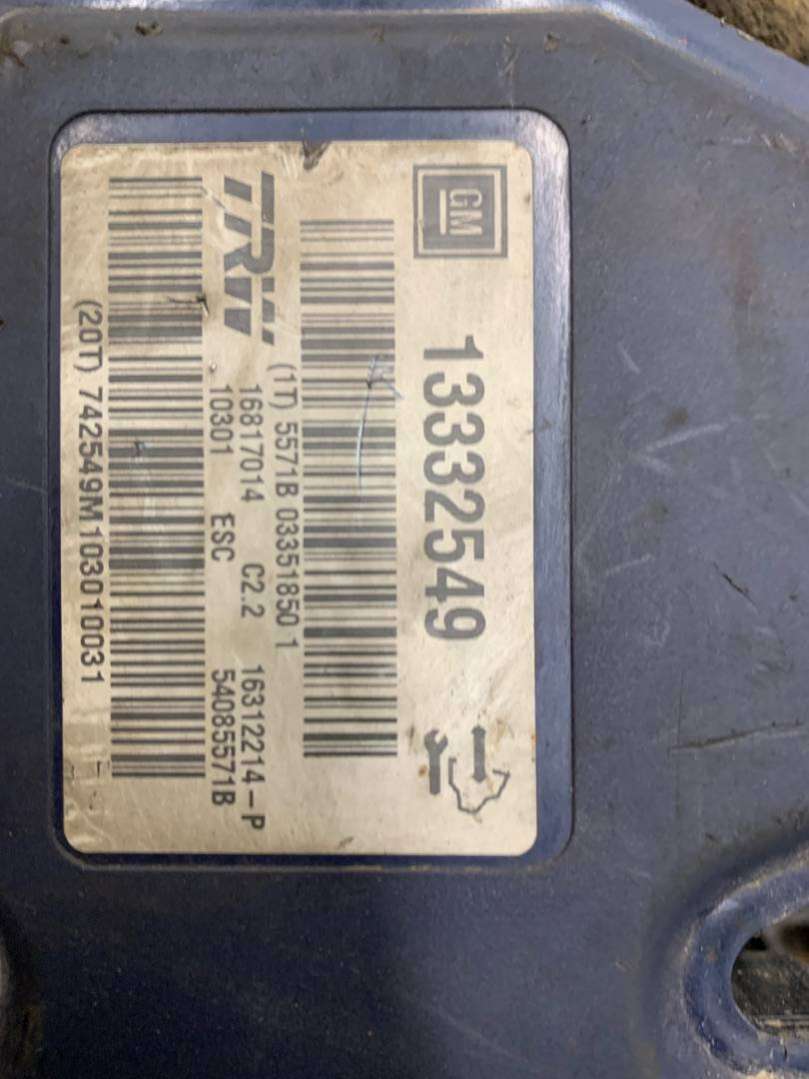 GM
13332549
TRW
(1T) 5571B 03351850 1
16817014 C2.2 16312214-P
10301 ESC 54085571B
(20T) 742549M103010031